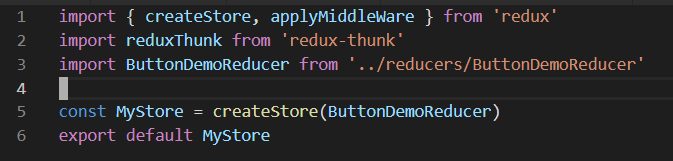 1 import { createStore, applyMiddleWare } from 'redux'
2 import reduxThunk from 'redux-thunk'
3 import ButtonDemoReducer from '../reducers/ButtonDemoReducer'
4
5 const MyStore = createStore(ButtonDemoReducer)
6 export default MyStore